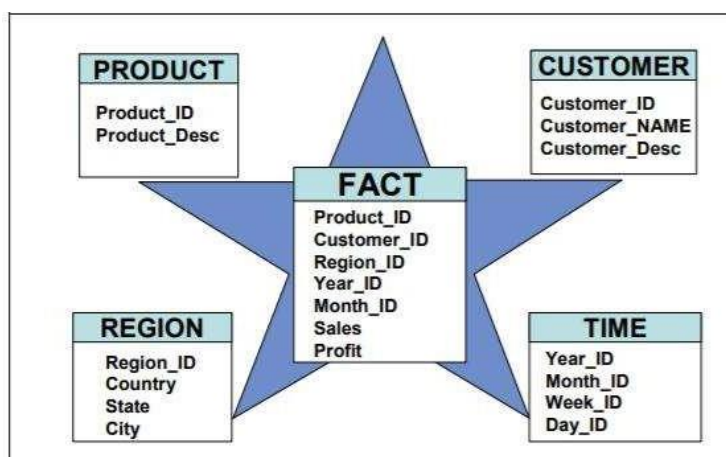 PRODUCT
Product_ID
Product_Desc
CUSTOMER
Customer_ID
Customer_NAME
Customer_Desc
FACT
Product_ID
Customer_ID
Region_ID
Year_ID
Month_ID
Sales
Profit
REGION
Region_ID
Country
State
City
TIME
Year_ID
Month_ID
Week_ID
Day_ID